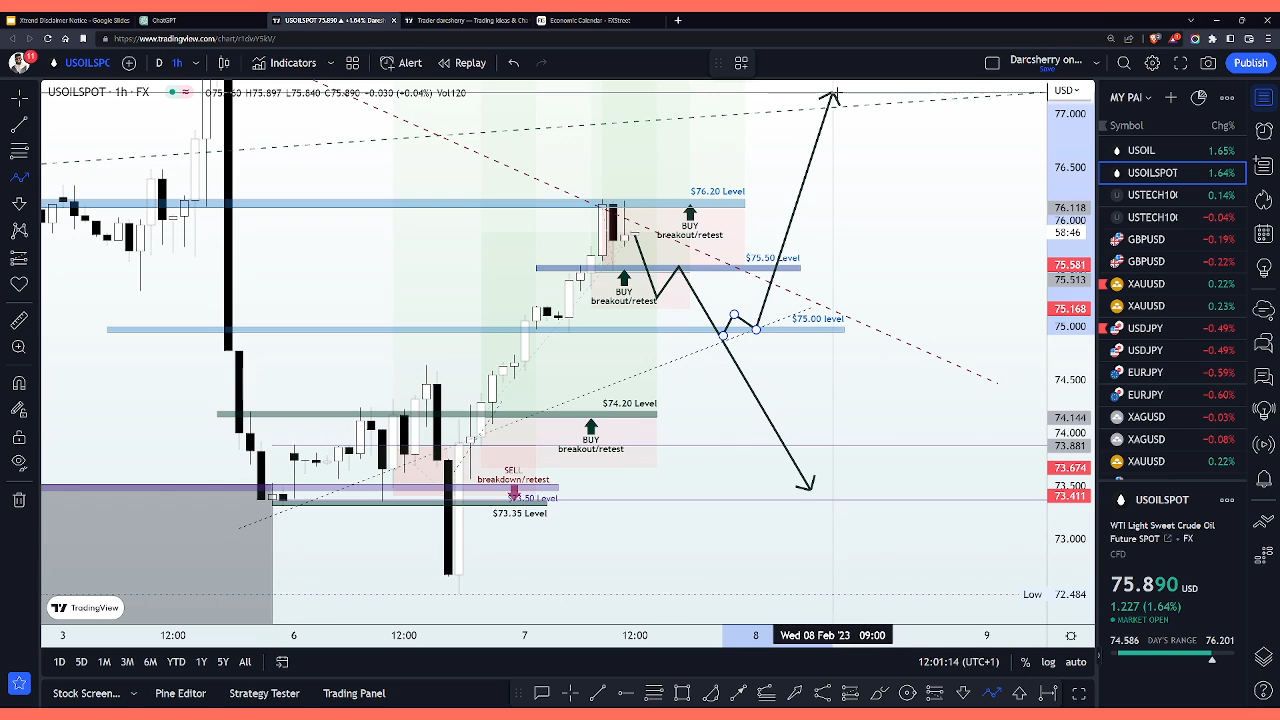 Xtrend Disclaimer Notice - Google Slides
ChatGPT
USOILSPOT 75.890 ▲ +1.64% Daresh
Trader daresherry — Trading Ideas & Cha
Economic Calendar - FXStreet
https://www.tradingview.com/chart/r1dwY5kV/
11
USOILSPC
D 1h
Indicators
Alert
Replay
Darsherry on...
Save
Publish
USOILSPOT · 1h · FX
H75.897 L75.840 C75.890 +0.030 (+0.04%) Vol120
USD
77.000
76.500
76.118
76.000
58:46
75.581
75.513
75.168
75.000
74.500
74.144
74.000
73.881
73.674
73.500
73.411
73.000
Low 72.484
$76.20 Level
BUY
breakout/retest
$75.50 Level
BUY
breakout/retest
$75.00 level
$74.20 Level
BUY
breakout/retest
SELL
breakdown/retest
$73.35 Level
TradingView
3 12:00 6 12:00 7 12:00 8 Wed 08 Feb '23 09:00 9
1D 5D 1M 3M 6M YTD 1Y 5Y All
12:01:14 (UTC+1) % log auto
Stock Screen... Pine Editor Strategy Tester Trading Panel
MY PAI
Symbol Chg%
USOIL 1.65%
USOILSPOT 1.64%
USTECH100 0.14%
USTECH100 −0.04%
GBPUSD −0.19%
GBPUSD −0.22%
XAUUSD 0.22%
XAUUSD 0.23%
USDJPY −0.49%
USDJPY −0.49%
EURJPY −0.59%
EURJPY −0.60%
XAGUSD −0.03%
XAGUSD −0.08%
XAUUSD 0.22%
USOILSPOT
WTI Light Sweet Crude Oil
Future SPOT · FX
CFD
75.890 USD
1.227 (1.64%)
MARKET OPEN
74.586 DAY'S RANGE 76.201